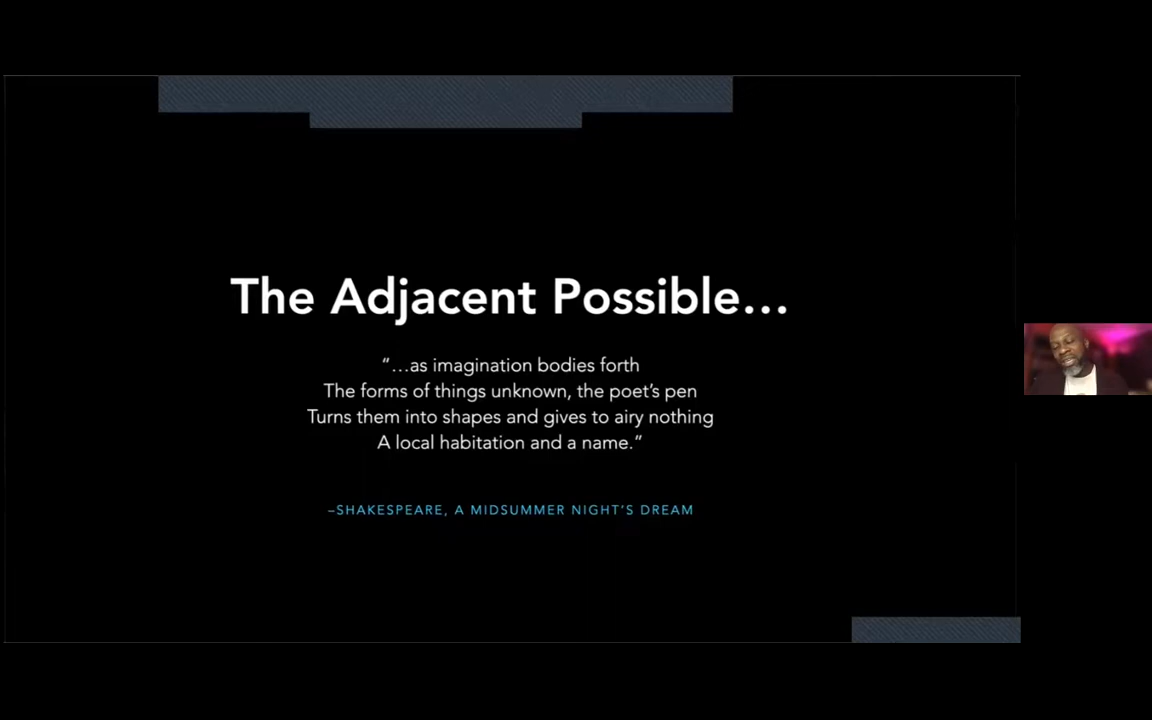 The Adjacent Possible…
“…as imagination bodies forth
The forms of things unknown, the poet’s pen
Turns them into shapes and gives to airy nothing
A local habitation and a name.”
–SHAKESPEARE, A MIDSUMMER NIGHT’S DREAM